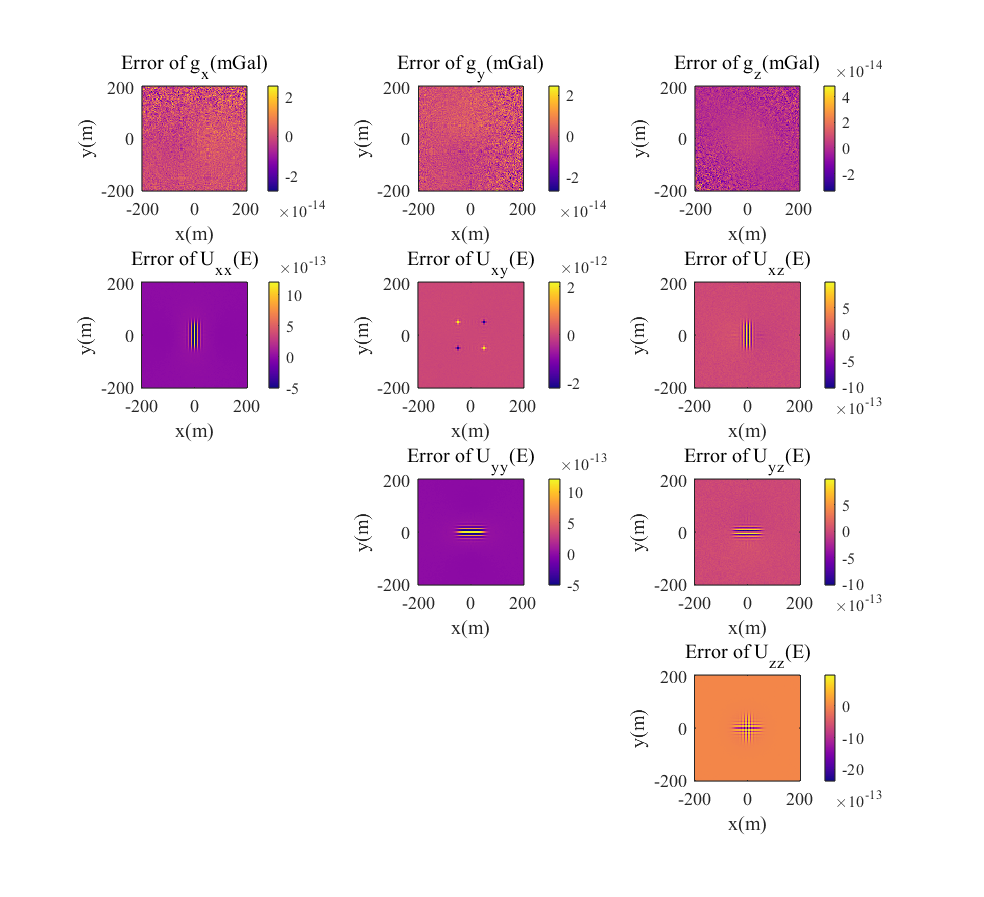 Error of g_x(mGal)
200
0
-200
y(m)
-200 0 200
x(m)
2
0
-2
×10^-14
Error of g_y(mGal)
200
0
-200
y(m)
-200 0 200
x(m)
2
0
-2
×10^-14
Error of g_z(mGal)
×10^-14
200
0
-200
y(m)
-200 0 200
x(m)
4
2
0
-2
Error of U_xx(E)
×10^-13
200
0
-200
y(m)
-200 0 200
x(m)
10
5
0
-5
Error of U_xy(E)
×10^-12
200
0
-200
y(m)
-200 0 200
x(m)
2
0
-2
Error of U_xz(E)
200
0
-200
y(m)
-200 0 200
x(m)
5
0
-5
-10
×10^-13
Error of U_yy(E)
×10^-13
200
0
-200
y(m)
-200 0 200
x(m)
10
5
0
-5
Error of U_yz(E)
200
0
-200
y(m)
-200 0 200
x(m)
5
0
-5
-10
×10^-13
Error of U_zz(E)
200
0
-200
y(m)
-200 0 200
x(m)
0
-10
-20
×10^-13